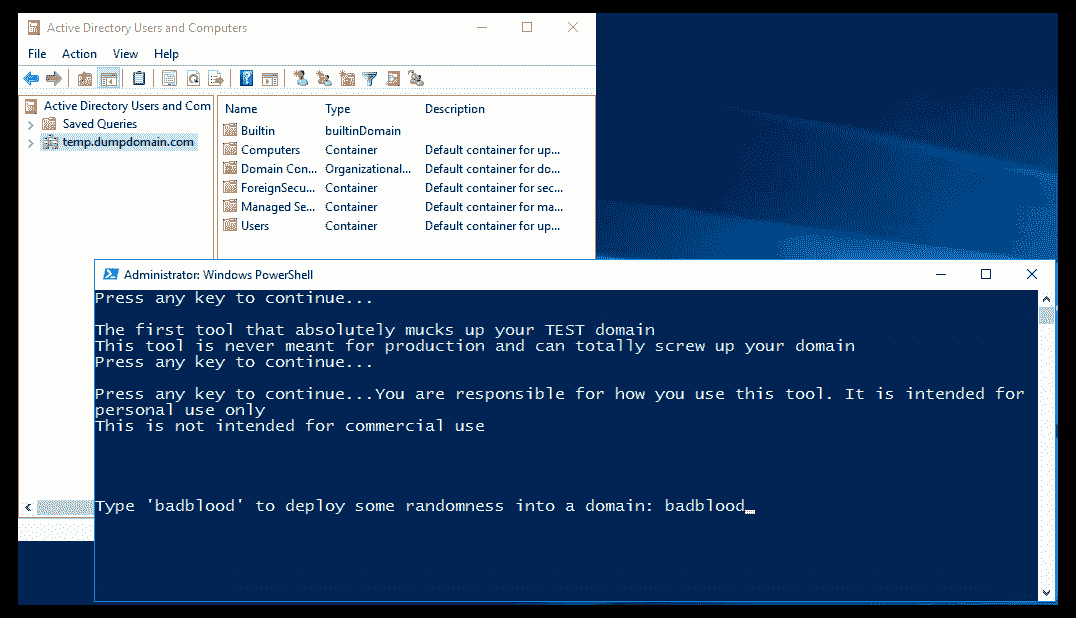 Active Directory Users and Computers
File Action View Help
Active Directory Users and Com
Saved Queries
temp.dumpdomain.com
Name Type Description
Builtin builtinDomain
Computers Container Default container for up...
Domain Con... Organizational... Default container for do...
ForeignSecu... Container Default container for sec...
Managed Se... Container Default container for ma...
Users Container Default container for up...
Administrator: Windows PowerShell
Press any key to continue...
The first tool that absolutely mucks up your TEST domain
This tool is never meant for production and can totally screw up your domain
Press any key to continue...
Press any key to continue...You are responsible for how you use this tool. It is intended for
personal use only
This is not intended for commercial use
Type 'badblood' to deploy some randomness into a domain: badblood